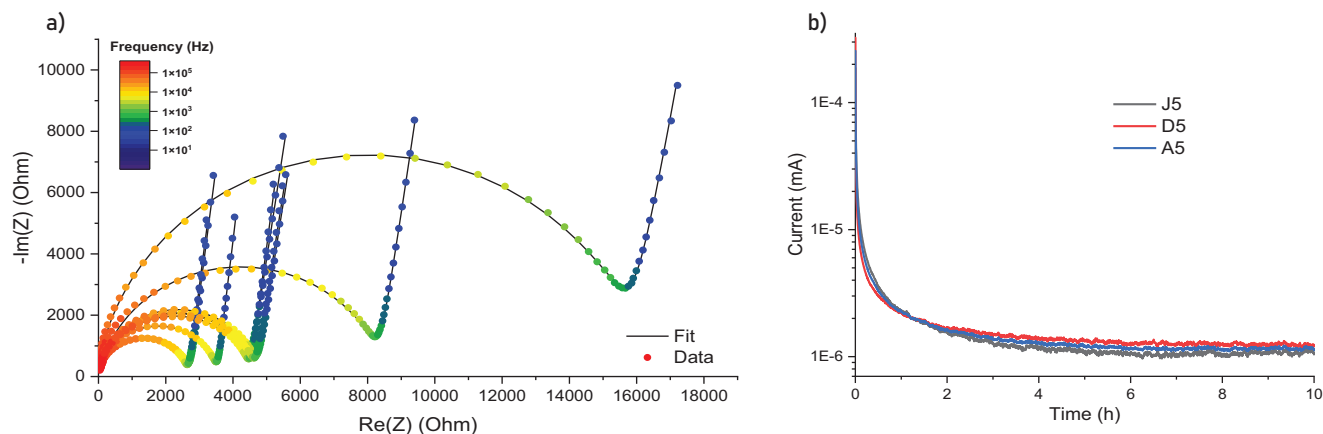 a)
Frequency (Hz)
1×10⁵
1×10⁴
1×10³
1×10²
1×10¹
10000
8000
6000
4000
2000
0
-Im(Z) (Ohm)
Fit
Data
0 2000 4000 6000 8000 10000 12000 14000 16000 18000
Re(Z) (Ohm)
b)
1E-4
1E-5
1E-6
Current (mA)
J5
D5
A5
0 2 4 6 8 10
Time (h)